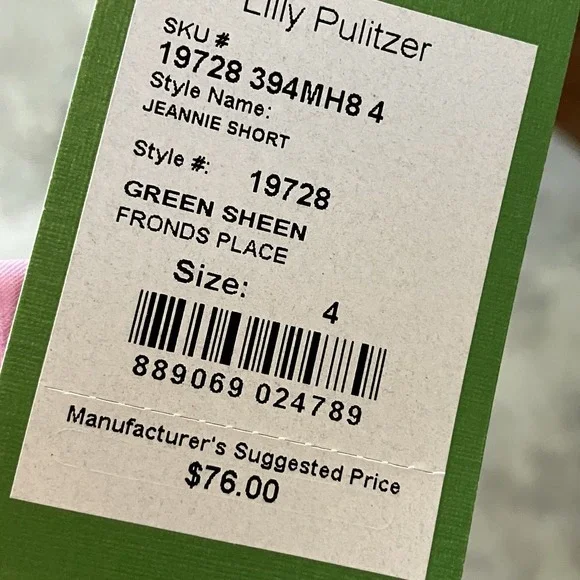 Lilly Pulitzer
SKU #
19728 394MH8 4
Style Name:
JEANNIE SHORT
Style #: 19728
GREEN SHEEN
FRONDS PLACE
Size: 4
889069 024789
Manufacturer's Suggested Price
$76.00